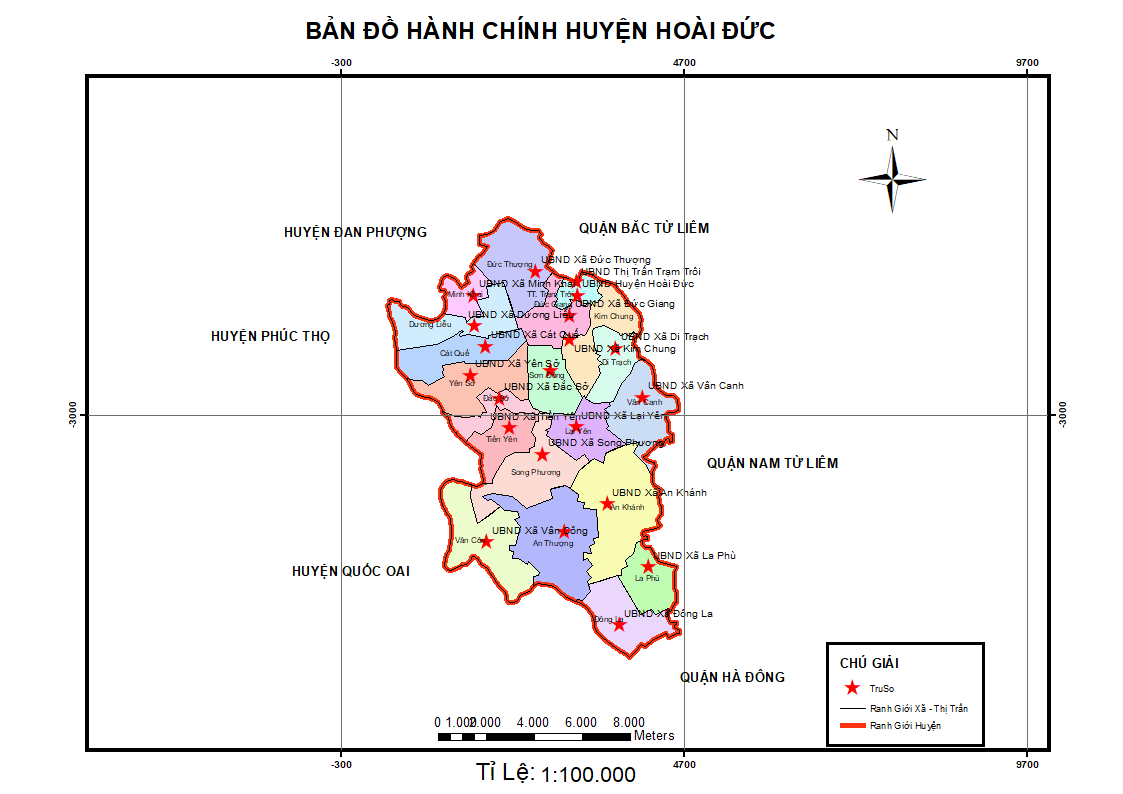 BẢN ĐỒ HÀNH CHÍNH HUYỆN HOÀI ĐỨC
-300 4700 9700
N
HUYỆN ĐAN PHƯỢNG
QUẬN BẮC TỪ LIÊM
UBND Xã Đức Thượng
Đức Thượng
UBND Thị Trấn Trạm Trôi
UBND Xã Minh Khai
UBND Huyện Hoài Đức
TT. Trạm Trôi
UBND Xã Đức Giang
Đức Giang
UBND Xã Dương Liễu
Kim Chung
Dương Liễu
HUYỆN PHÚC THỌ
UBND Xã Cát Quế
UBND Xã Di Trạch
UBND Xã Kim Chung
Cát Quế
UBND Xã Yên Sở
Di Trạch
Sơn Đồng
Yên Sở
UBND Xã Đắc Sở
UBND Xã Vân Canh
Vân Canh
-3000 -3000
UBND Xã Tiền Yên
UBND Xã Lại Yên
Lại Yên
Tiền Yên
UBND Xã Song Phương
QUẬN NAM TỪ LIÊM
Song Phương
UBND Xã An Khánh
An Khánh
UBND Xã Vân Công
Vân Côn
An Thượng
UBND Xã La Phù
HUYỆN QUỐC OAI
La Phù
UBND Xã Đông La
Đông La
QUẬN HÀ ĐÔNG
CHÚ GIẢI
TruSo
Ranh Giới Xã - Thị Trấn
Ranh Giới Huyện
0 1.000 2.000 4.000 6.000 8.000
Meters
-300 4700 9700
Tỉ Lệ: 1:100.000